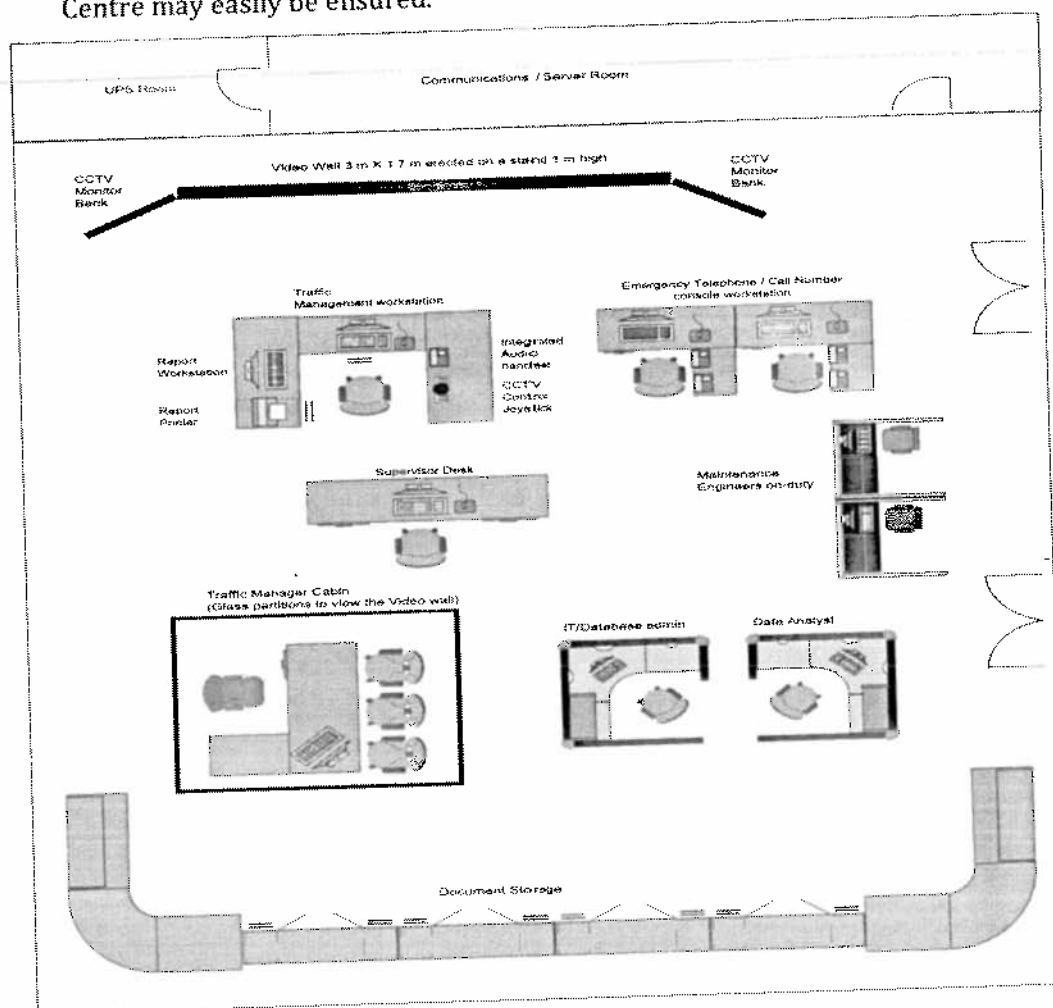 Centre may easily be ensured.
UPS Room
Communications / Server Room
Video Wall 3 m X 1 7 m erected on a stand 1 m high
CCTV
Monitor
Bank
CCTV
Monitor
Bank
Traffic
Management workstation
Emergency Telephone / Call Number
console workstation
Report
Workstation
Integrated
Audio
handset
CCTV
Control
Joystick
Report
Printer
Supervisor Desk
Maintenance
Engineers on-duty
Traffic Manager Cabin
(Glass partitions to view the Video wall)
IT/Database admin
Data Analyst
Document Storage